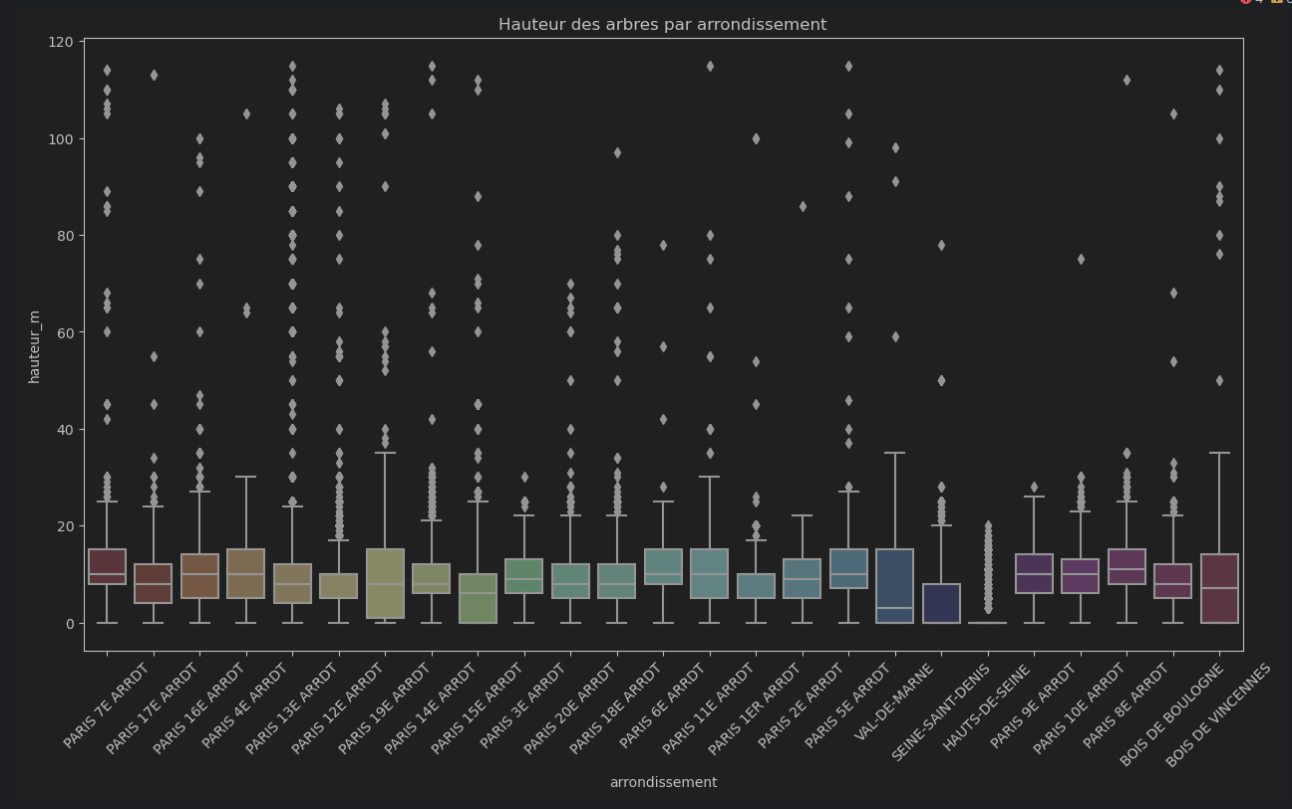 Hauteur des arbres par arrondissement
120
100
80
60
40
20
0
hauteur_m
PARIS 7E ARRDT
PARIS 17E ARRDT
PARIS 16E ARRDT
PARIS 4E ARRDT
PARIS 13E ARRDT
PARIS 12E ARRDT
PARIS 19E ARRDT
PARIS 14E ARRDT
PARIS 15E ARRDT
PARIS 3E ARRDT
PARIS 20E ARRDT
PARIS 18E ARRDT
PARIS 6E ARRDT
PARIS 11E ARRDT
PARIS 1ER ARRDT
PARIS 2E ARRDT
PARIS 5E ARRDT
VAL-DE-MARNE
SEINE-SAINT-DENIS
HAUTS-DE-SEINE
PARIS 9E ARRDT
PARIS 10E ARRDT
PARIS 8E ARRDT
BOIS DE BOULOGNE
BOIS DE VINCENNES
arrondissement